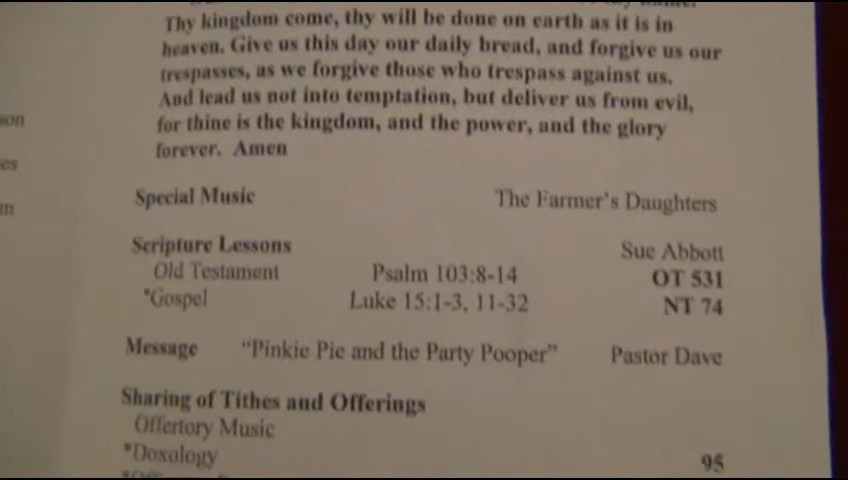 Thy kingdom come, thy will be done on earth as it is in
heaven. Give us this day our daily bread, and forgive us our
trespasses, as we forgive those who trespass against us.
And lead us not into temptation, but deliver us from evil,
for thine is the kingdom, and the power, and the glory
forever. Amen
Special Music The Farmer's Daughters
Scripture Lessons Sue Abbott
Old Testament Psalm 103:8-14 OT 531
*Gospel Luke 15:1-3, 11-32 NT 74
Message "Pinkie Pie and the Party Pooper" Pastor Dave
Sharing of Tithes and Offerings
Offertory Music
*Doxology 95